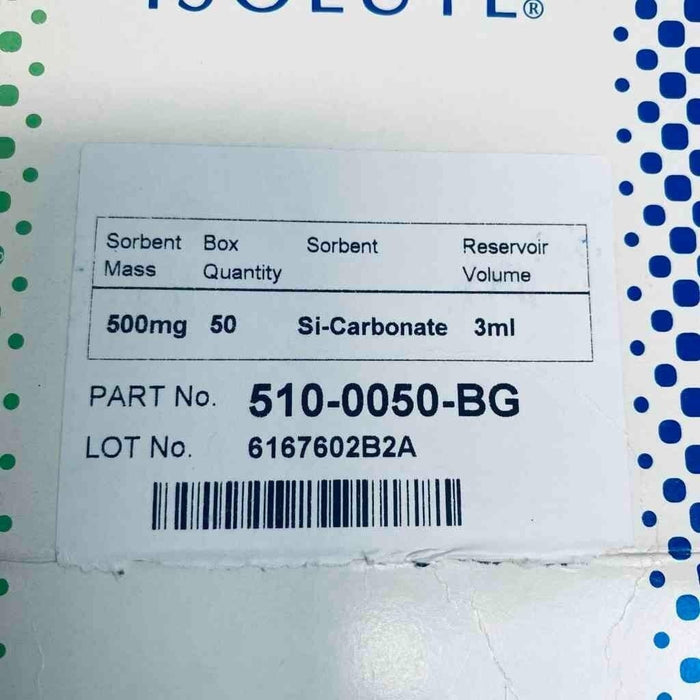 ISOLUTE®
Sorbent Mass Box Quantity Sorbent Reservoir Volume
500mg 50 Si-Carbonate 3ml
PART No. 510-0050-BG
LOT No. 6167602B2A